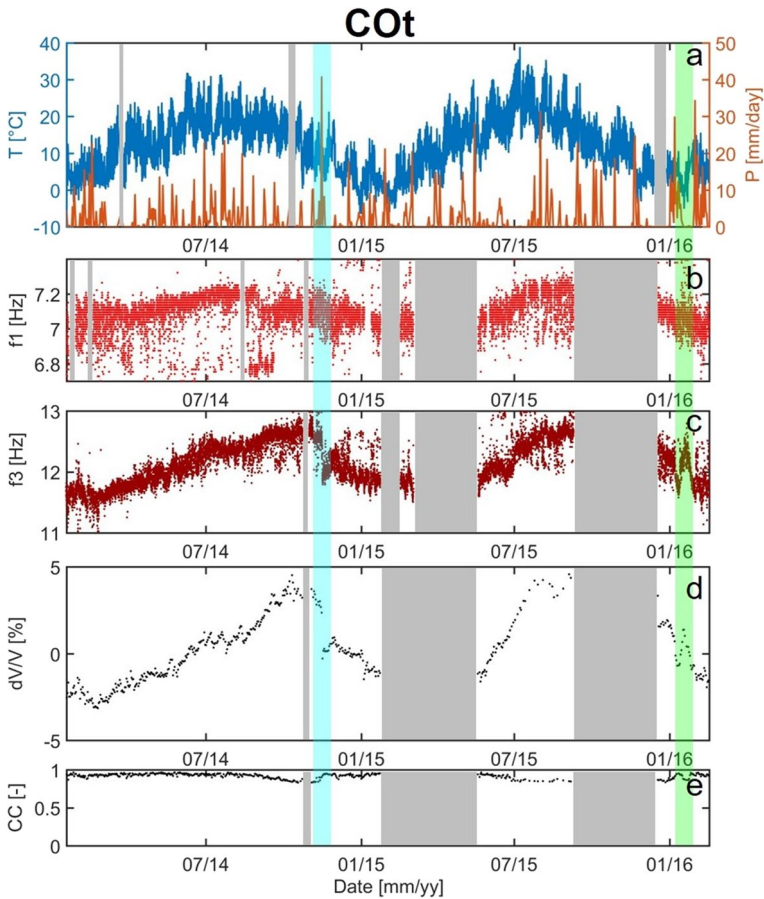 COt
a
40
30
20
10
0
-10
T [°C]
50
40
30
20
10
0
P [mm/day]
07/14 01/15 07/15 01/16
b
7.2
7
6.8
f1 [Hz]
07/14 01/15 07/15 01/16
c
13
12
11
f3 [Hz]
07/14 01/15 07/15 01/16
d
5
0
-5
dV/V [%]
07/14 01/15 07/15 01/16
e
1
0.5
0
CC [-]
07/14 01/15 07/15 01/16
Date [mm/yy]